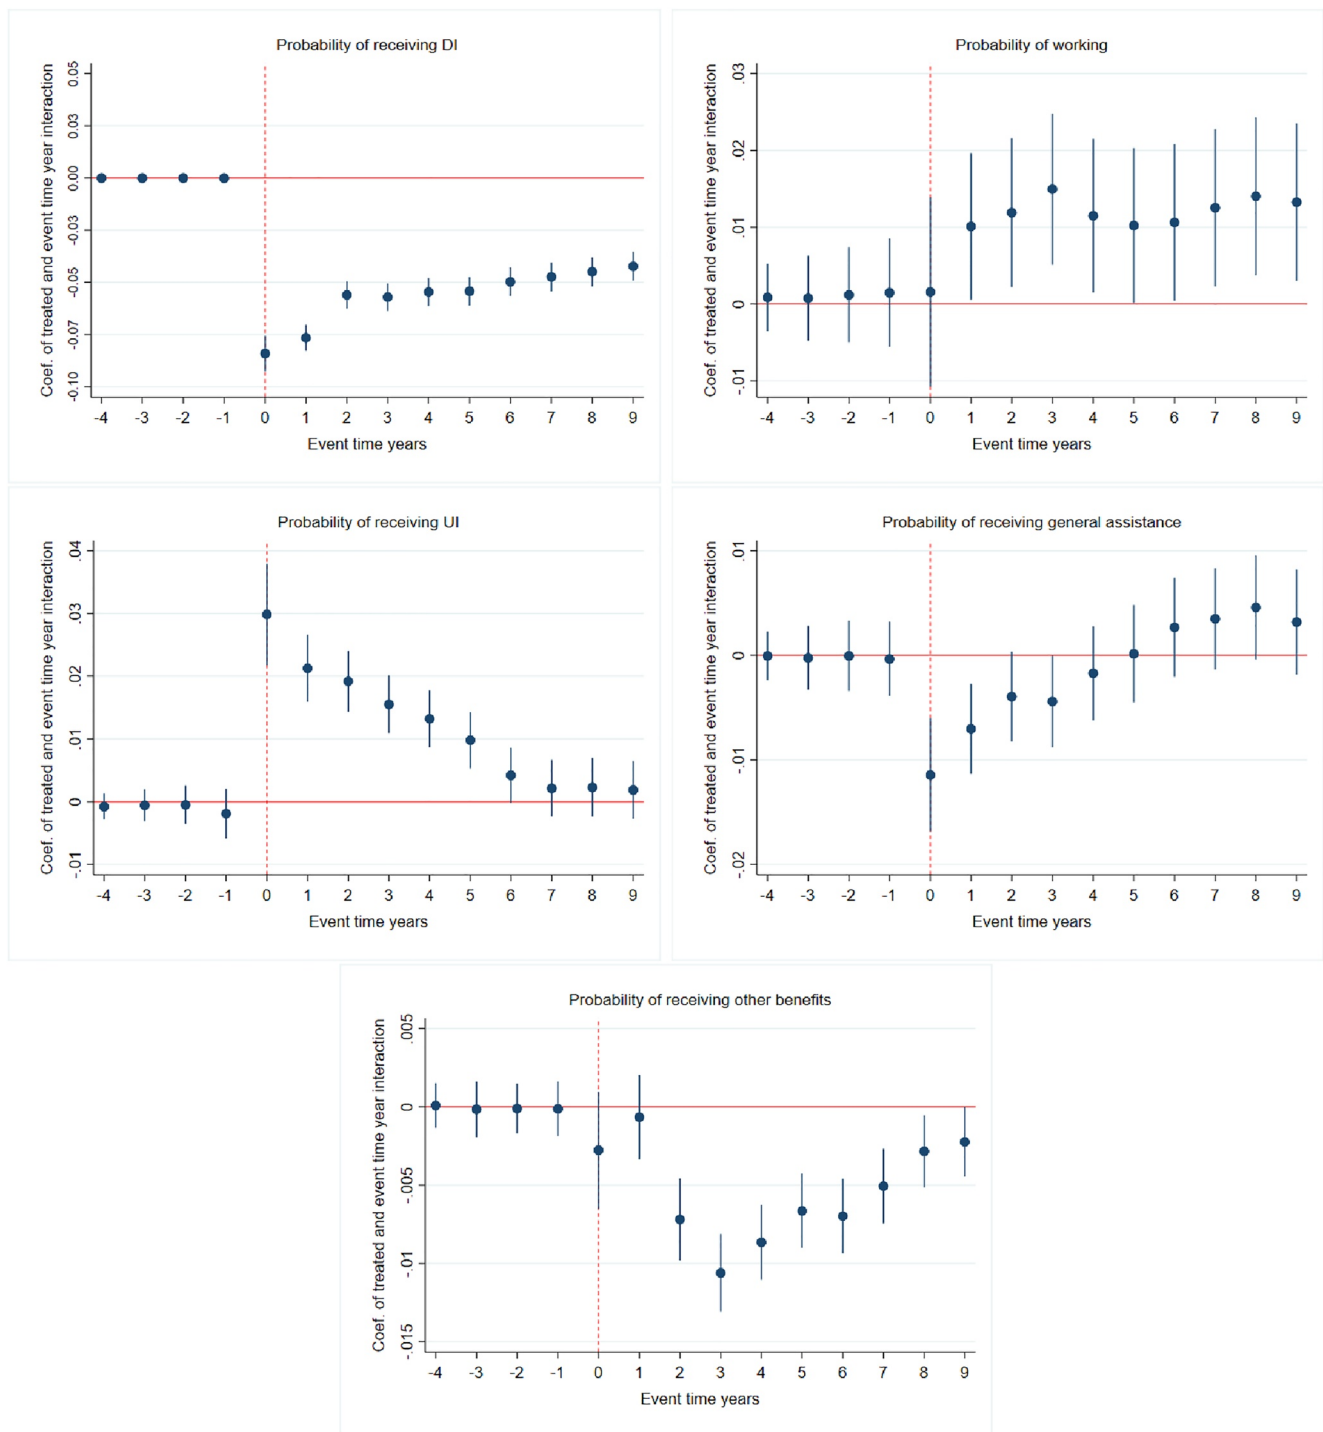 Probability of receiving DI
Coef. of treated and event time year interaction
0.05
0.03
0.00
-0.03
-0.05
-0.07
-0.10
-4 -3 -2 -1 0 1 2 3 4 5 6 7 8 9
Event time years
Probability of working
Coef. of treated and event time year interaction
.03
.02
.01
0
-.01
-4 -3 -2 -1 0 1 2 3 4 5 6 7 8 9
Event time years
Probability of receiving UI
Coef. of treated and event time year interaction
.04
.03
.02
.01
0
-.01
-4 -3 -2 -1 0 1 2 3 4 5 6 7 8 9
Event time years
Probability of receiving general assistance
Coef. of treated and event time year interaction
.01
0
-.01
-.02
-4 -3 -2 -1 0 1 2 3 4 5 6 7 8 9
Event time years
Probability of receiving other benefits
Coef. of treated and event time year interaction
.005
0
-.005
-.01
-.015
-4 -3 -2 -1 0 1 2 3 4 5 6 7 8 9
Event time years